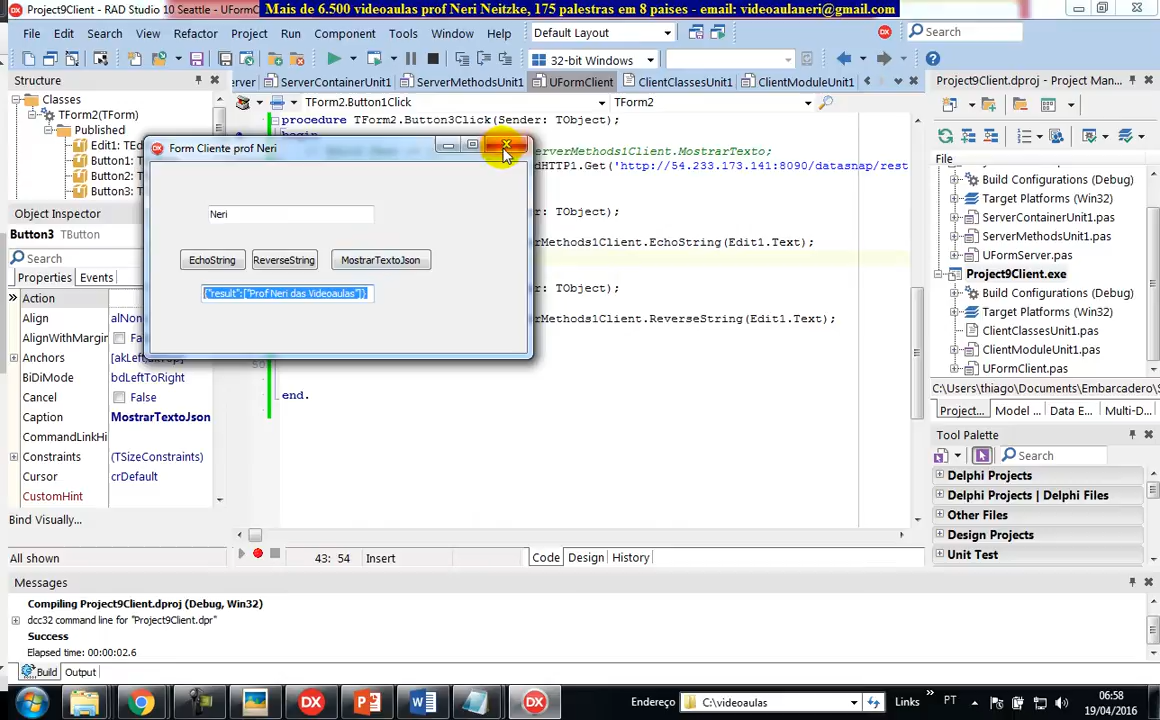 Project9Client - RAD Studio 10 Seattle - UFormC
Mais de 6.500 videoaulas prof Neri Neitzke, 175 palestras em 8 paises - email: videoaulaneri@gmail.com
File Edit Search View Refactor Project Run Component Tools Window Help
Default Layout
Search
32-bit Windows
Structure
Classes
TForm2(TForm)
Published
Edit1: TEd
Button1:
Button2:
Button3:
erver ServerContainerUnit1 ServerMethodsUnit1 UFormClient ClientClassesUnit1 ClientModuleUnit1
TForm2.Button1Click
TForm2
procedure TForm2.Button3Click(Sender: TObject);
begin
erverMethods1Client.MostrarTexto;
dHTTP1.Get('http://54.233.173.141:8090/datasnap/rest
er: TObject);
rMethods1Client.EchoString(Edit1.Text);
er: TObject);
rMethods1Client.ReverseString(Edit1.Text);
end.
Form Cliente prof Neri
Neri
EchoString
ReverseString
MostrarTextoJson
{"result":["Prof Neri das Videoaulas"]}
Object Inspector
Button3 TButton
Search
Properties Events
Action
Align alNon
AlignWithMargin Fa
Anchors [akLeft,akTop]
BiDiMode bdLeftToRight
Cancel False
Caption MostrarTextoJson
CommandLinkHi
Constraints (TSizeConstraints)
Cursor crDefault
CustomHint
Bind Visually...
All shown
43: 54 Insert
Code Design History
Project9Client.dproj - Project Man...
File
Build Configurations (Debug)
Target Platforms (Win32)
ServerContainerUnit1.pas
ServerMethodsUnit1.pas
UFormServer.pas
Project9Client.exe
Build Configurations (Debug)
Target Platforms (Win32)
ClientClassesUnit1.pas
ClientModuleUnit1.pas
UFormClient.pas
C:\Users\thiago\Documents\Embarcadero\S
Project... Model ... Data E... Multi-D...
Tool Palette
Search
Delphi Projects
Delphi Projects | Delphi Files
Other Files
Design Projects
Unit Test
Messages
Compiling Project9Client.dproj (Debug, Win32)
dcc32 command line for "Project9Client.dpr"
Success
Elapsed time: 00:00:02.6
Build Output
Endereço C:\videoaulas
Links
PT
06:58
19/04/2016